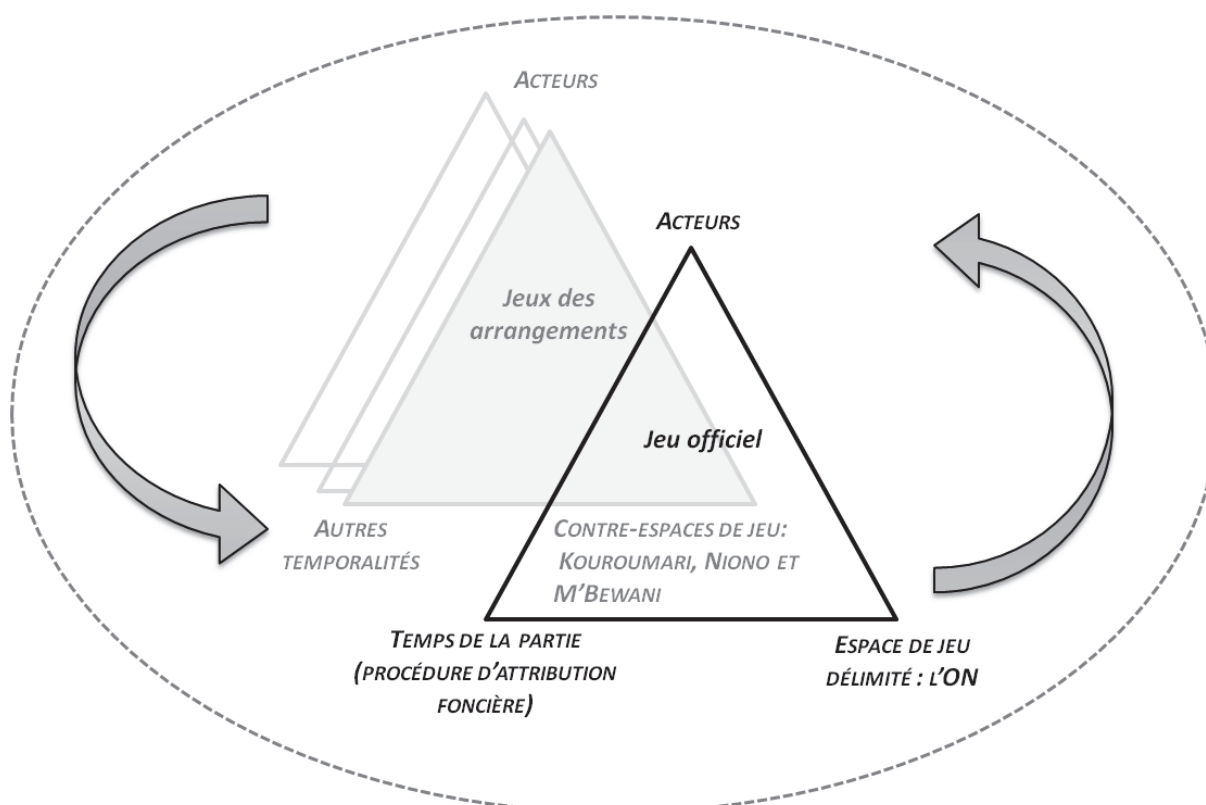 ACTEURS
ACTEURS
Jeux des
arrangements
Jeu officiel
AUTRES
TEMPORALITÉS
CONTRE-ESPACES DE JEU:
KOUROUMARI, NIONO ET
M'BEWANI
TEMPS DE LA PARTIE
(PROCÉDURE D'ATTRIBUTION
FONCIÈRE)
ESPACE DE JEU
DÉLIMITÉ : L'ON